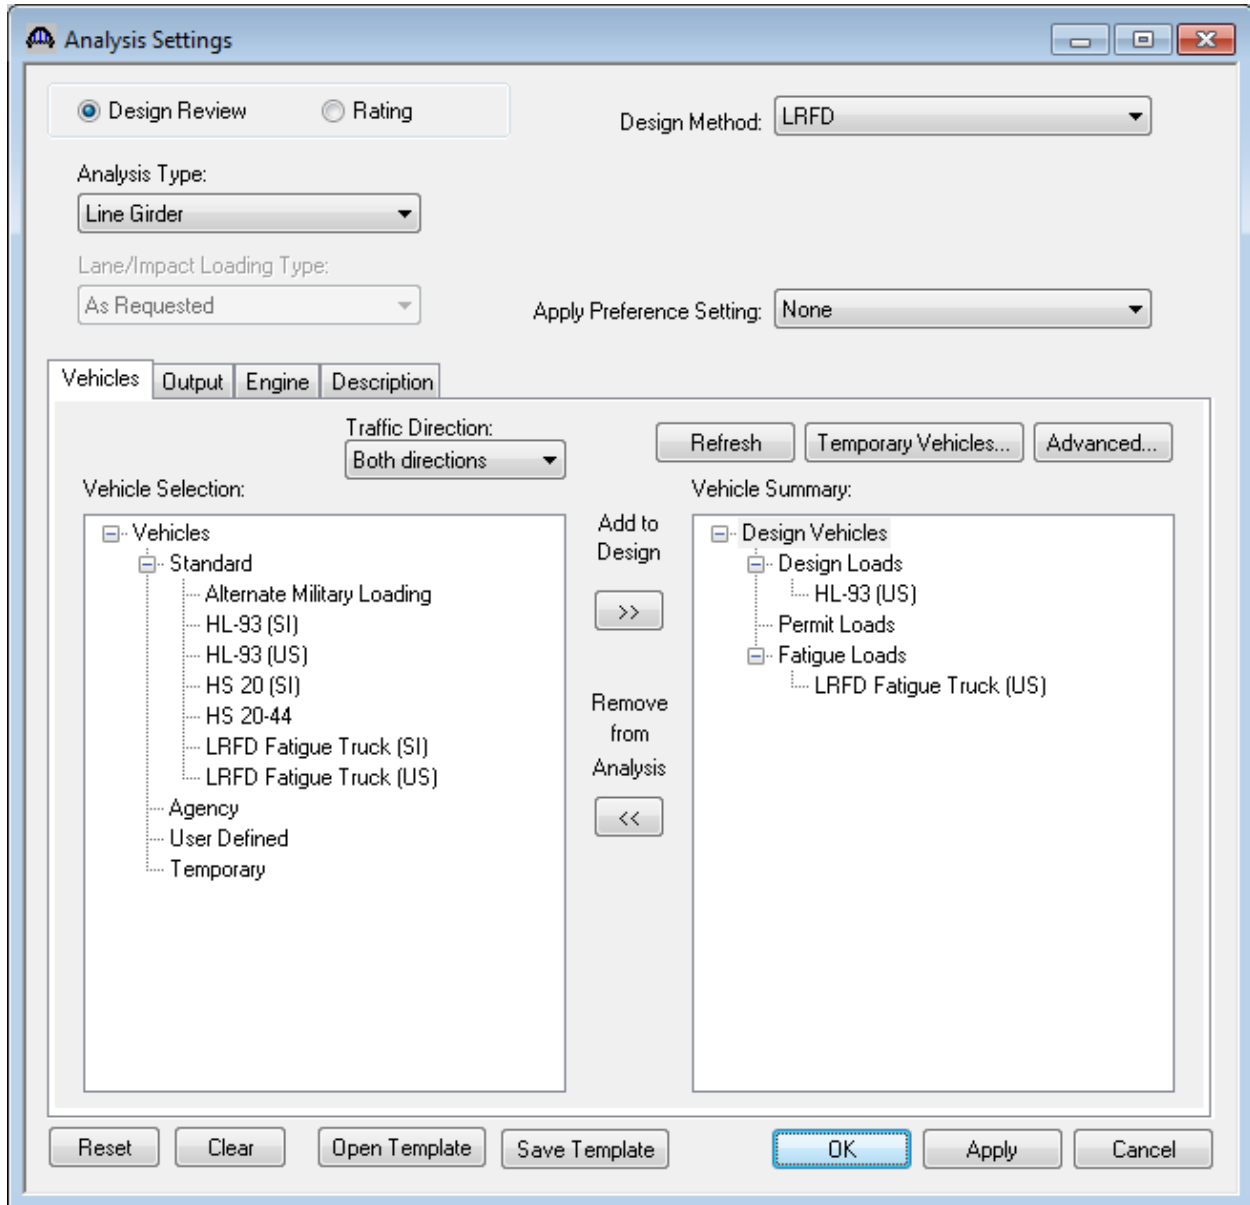 Analysis Settings
Design Review
Rating
Design Method:
LRFD
Analysis Type:
Line Girder
Lane/Impact Loading Type:
As Requested
Apply Preference Setting:
None
Vehicles
Output
Engine
Description
Traffic Direction:
Both directions
Refresh
Temporary Vehicles...
Advanced...
Vehicle Selection:
Vehicles
Standard
Alternate Military Loading
HL-93 (SI)
HL-93 (US)
HS 20 (SI)
HS 20-44
LRFD Fatigue Truck (SI)
LRFD Fatigue Truck (US)
Agency
User Defined
Temporary
Add to
Design
>>
Remove
from
Analysis
<<
Vehicle Summary:
Design Vehicles
Design Loads
HL-93 (US)
Permit Loads
Fatigue Loads
LRFD Fatigue Truck (US)
Reset
Clear
Open Template
Save Template
OK
Apply
Cancel